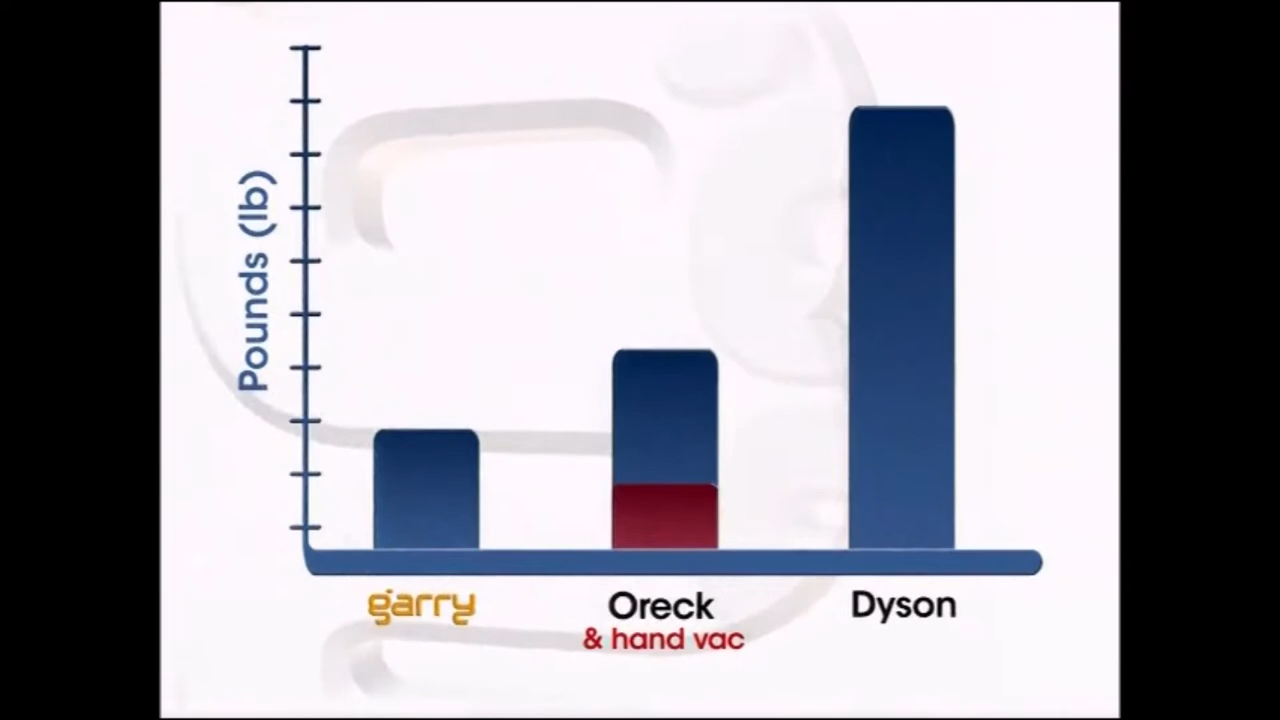 Pounds (lb)
garry
Oreck
& hand vac
Dyson